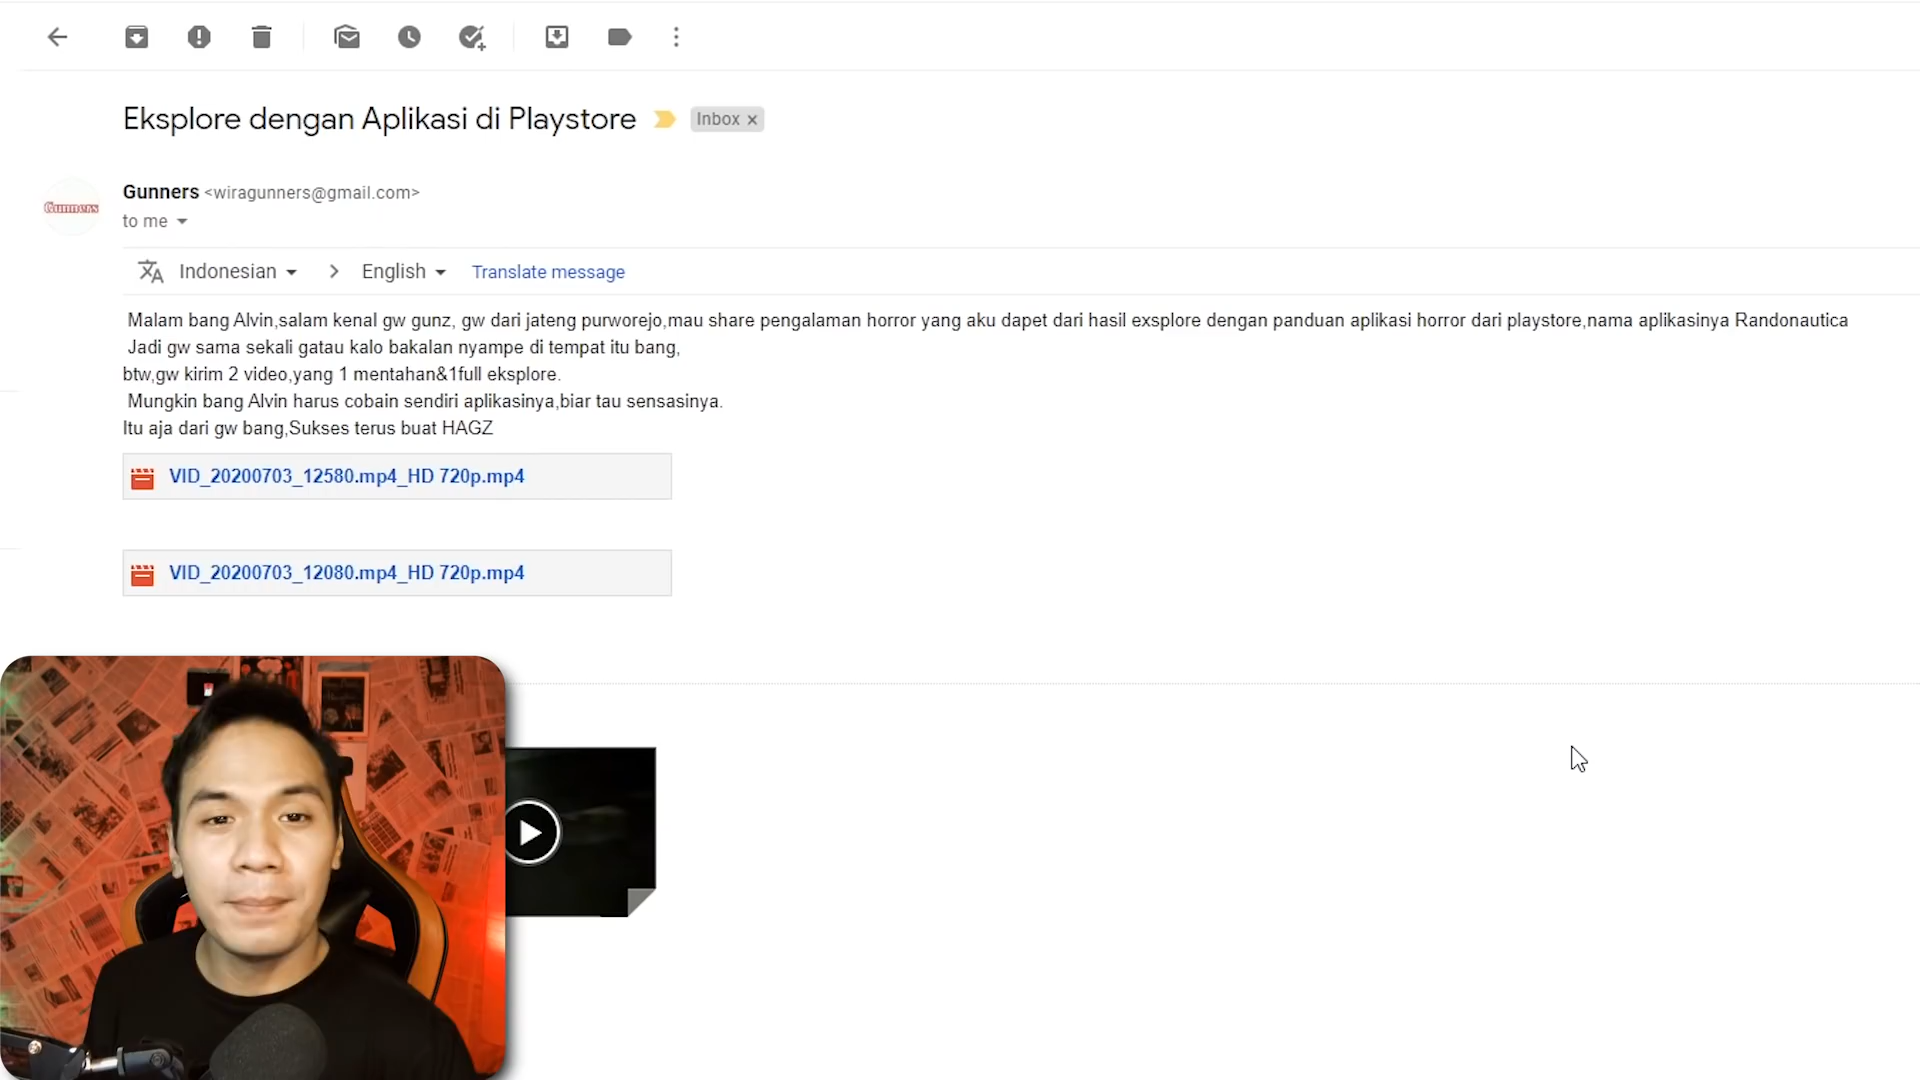 Eksplore dengan Aplikasi di Playstore Inbox ×
Gunners <wiragunners@gmail.com>
Gunners
to me
Indonesian > English Translate message
Malam bang Alvin,salam kenal gw gunz, gw dari jateng purworejo,mau share pengalaman horror yang aku dapet dari hasil exsplore dengan panduan aplikasi horror dari playstore,nama aplikasinya Randonautica
Jadi gw sama sekali gatau kalo bakalan nyampe di tempat itu bang,
btw,gw kirim 2 video,yang 1 mentahan&1full eksplore.
Mungkin bang Alvin harus cobain sendiri aplikasinya,biar tau sensasinya.
Itu aja dari gw bang,Sukses terus buat HAGZ
VID_20200703_12580.mp4_HD 720p.mp4
VID_20200703_12080.mp4_HD 720p.mp4